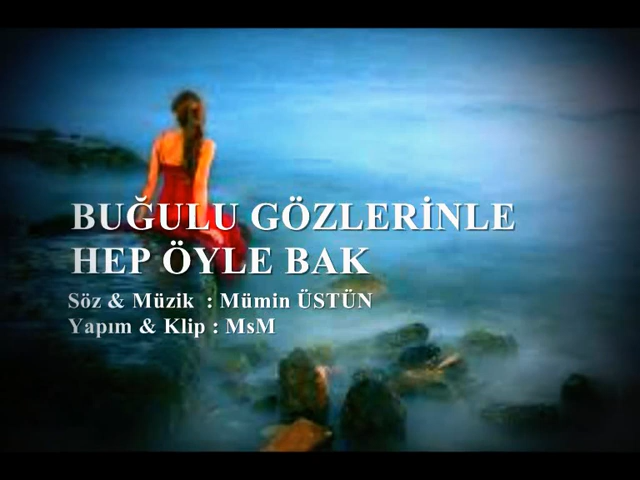 BUĞULU GÖZLERİNLE
HEP ÖYLE BAK
Söz & Müzik : Mümin ÜSTÜN
Yapım & Klip : MsM